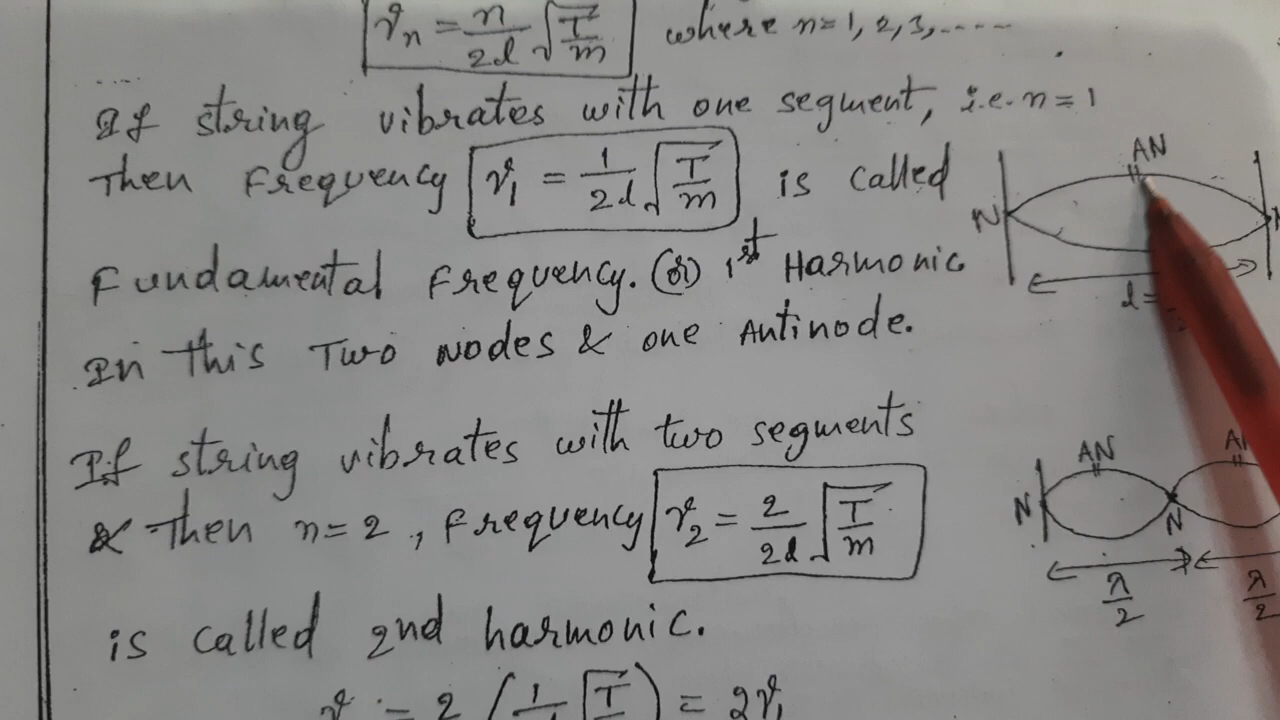 νn = n/2l √T/m where n=1, 2, 3, -----
If string vibrates with one segment, i.e. n=1
Then Frequency ν1 = 1/2l √T/m is called
Fundamental Frequency. (or) 1st Harmonic
In this Two Nodes & one Antinode.
AN
N
l =
If string vibrates with two segments
& Then n=2, Frequency ν2 = 2/2l √T/m
is called 2nd harmonic.
AN
N N
λ/2 λ/2
= 2 ( √T ) = 2ν1